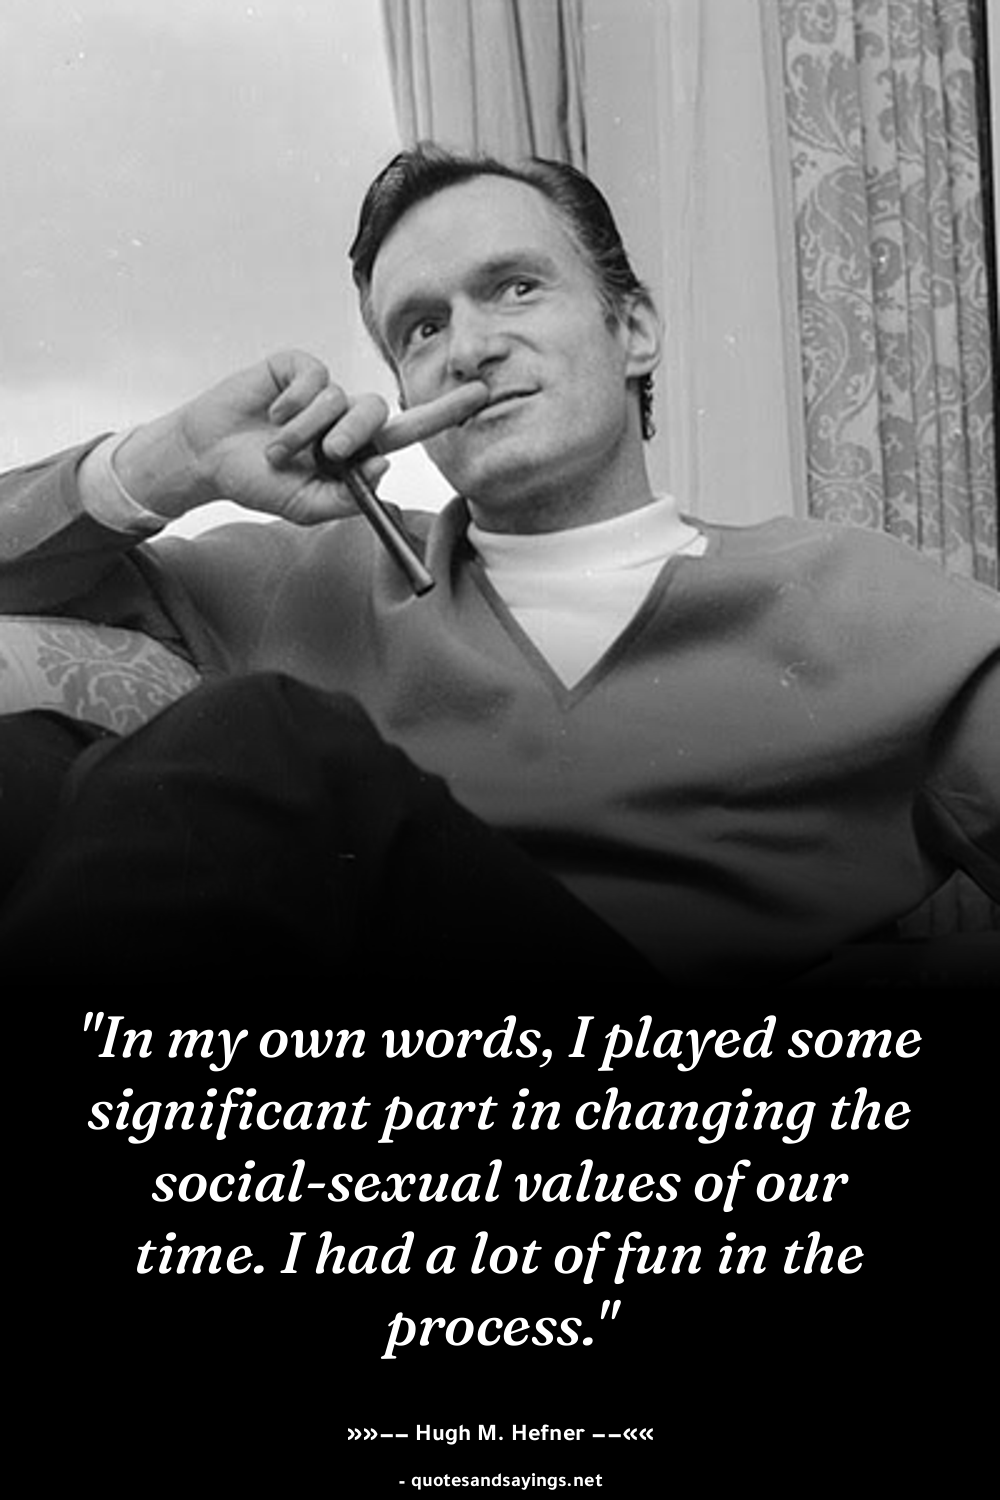 "In my own words, I played some
significant part in changing the
social-sexual values of our
time. I had a lot of fun in the
process."
»»−− Hugh M. Hefner −−««
- quotesandsayings.net